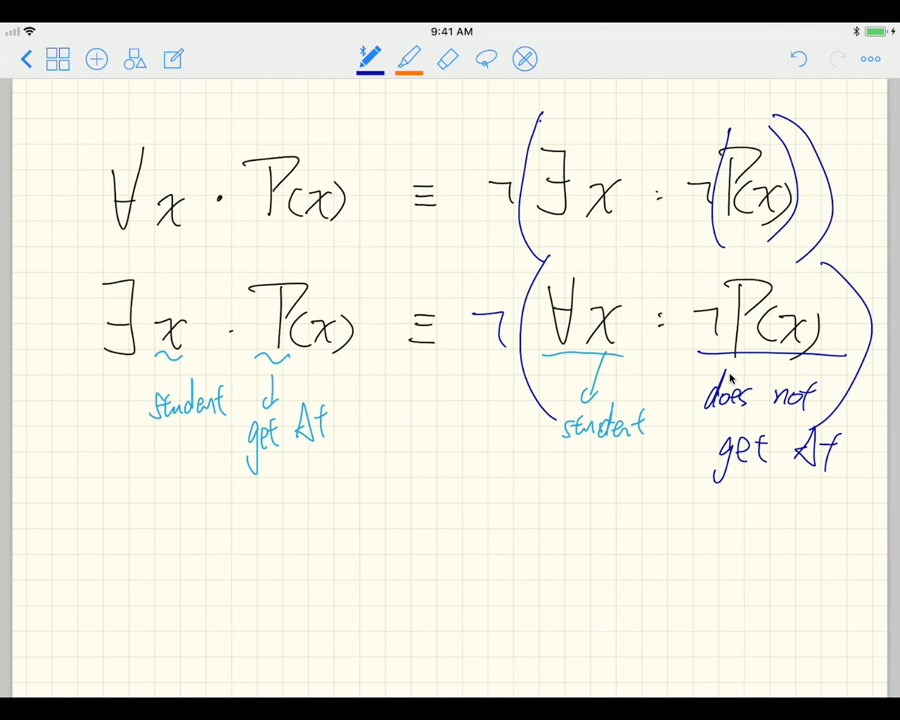 9:41 AM
∀x · P(x) ≡ ¬(∃x : ¬(P(x)))
∃x · P(x) ≡ ¬(∀x : ¬P(x))
student
get A+
student
does not
get A+